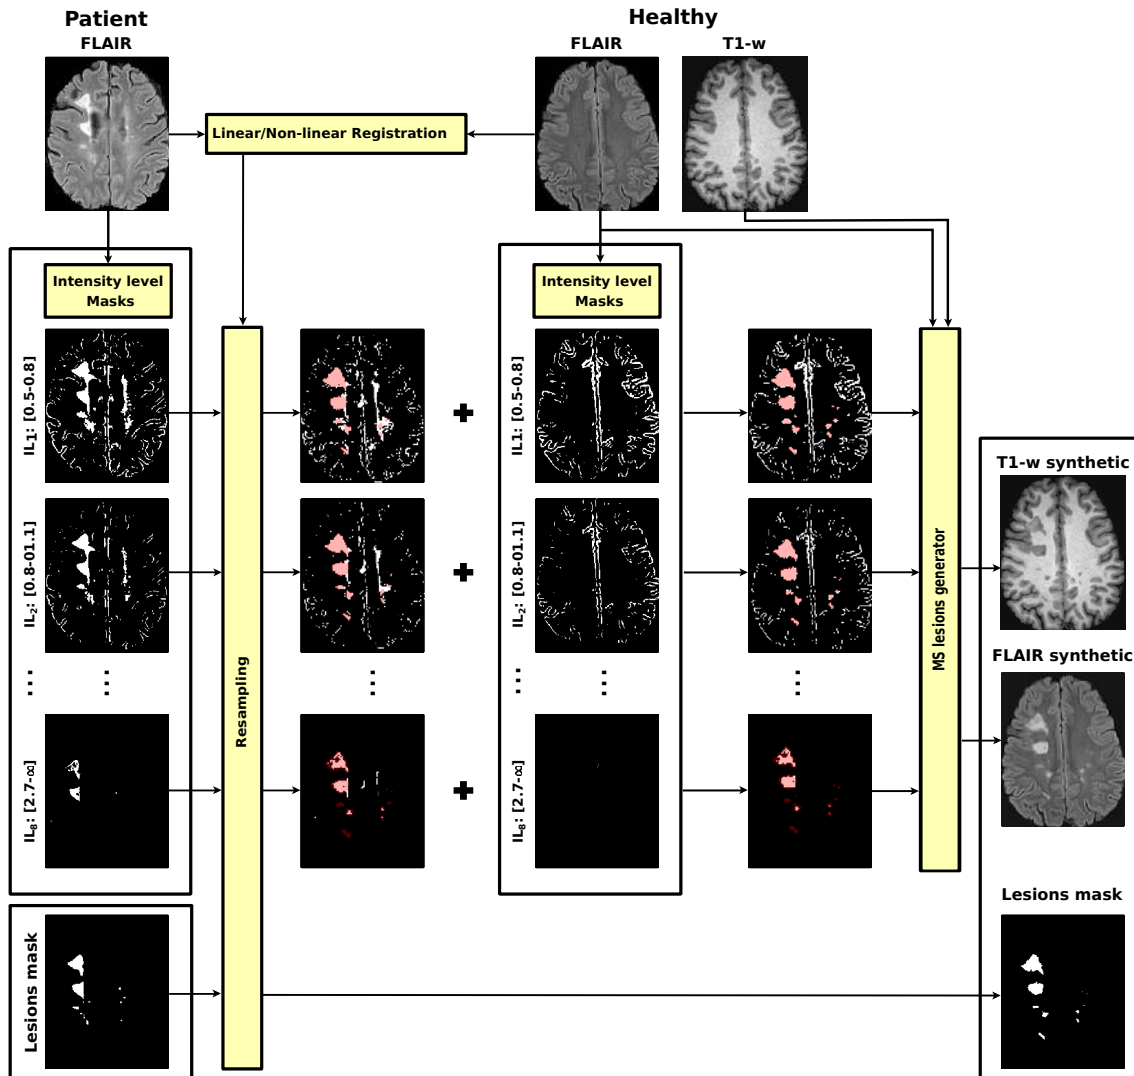 Patient
Healthy
FLAIR
FLAIR
T1-w
Linear/Non-linear Registration
Intensity level
Masks
Intensity level
Masks
IL1: [0.5-0.8]
IL1: [0.5-0.8]
+
T1-w synthetic
IL2: [0.8-01.1]
IL2: [0.8-01.1]
+
MS lesions generator
FLAIR synthetic
...
...
...
...
...
...
Resampling
IL8: [2.7-∞]
IL8: [2.7-∞]
+
Lesions mask
Lesions mask